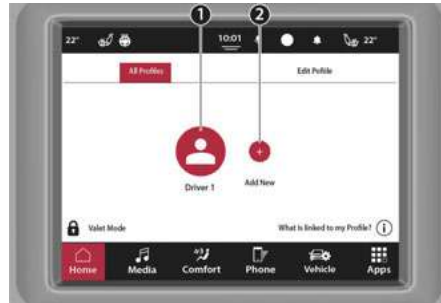 1 2
22° 10:01 22°
All Profiles Edit Pofile
Driver 1 Add New
Valet Mode What is linked to my Profile? i
Home Media Comfort Phone Vehicle Apps